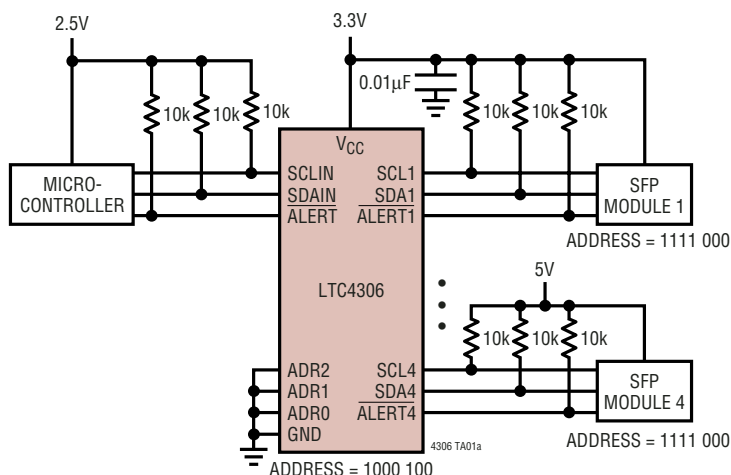 2.5V
3.3V
0.01μF
10k
10k
10k
10k
10k
10k
VCC
MICRO-
CONTROLLER
SCLIN
SDAIN
ALERT
SCL1
SDA1
ALERT1
SFP
MODULE 1
ADDRESS = 1111 000
LTC4306
5V
10k
10k
10k
ADR2
ADR1
ADR0
GND
SCL4
SDA4
ALERT4
SFP
MODULE 4
4306 TA01a
ADDRESS = 1111 000
ADDRESS = 1000 100